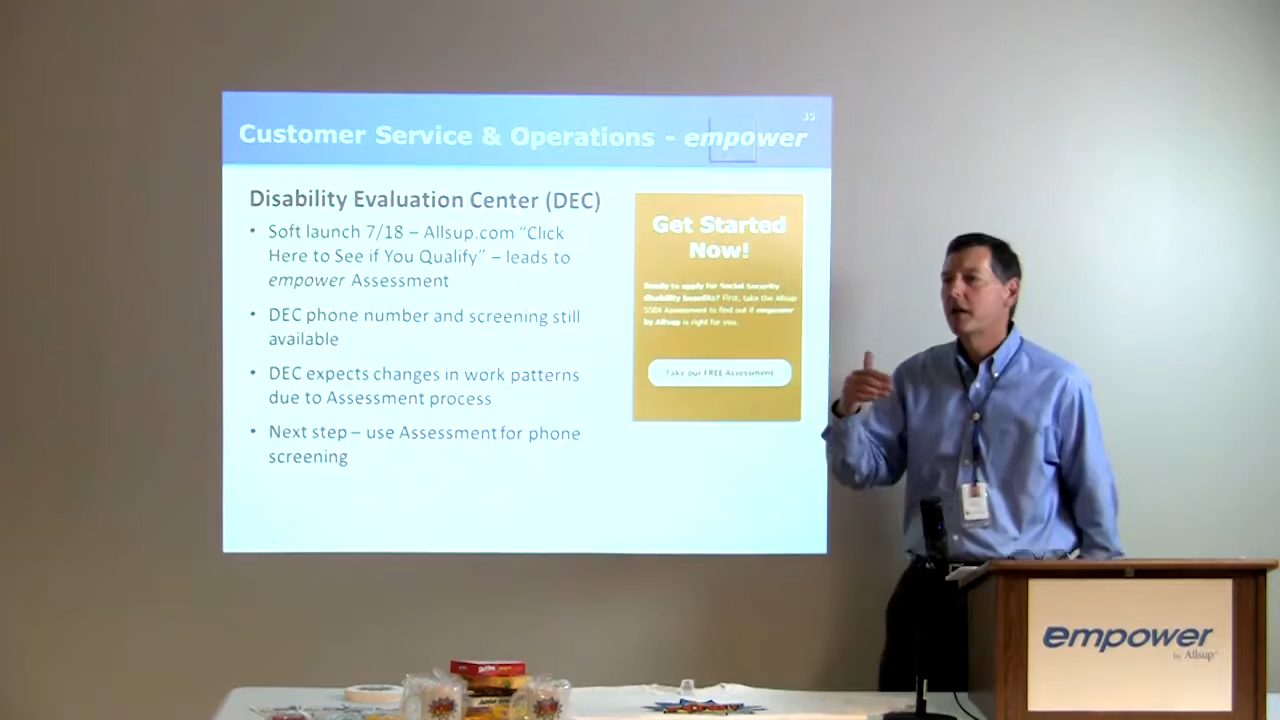 35
Customer Service & Operations - empower
Disability Evaluation Center (DEC)
• Soft launch 7/18 – Allsup.com “Click
Here to See if You Qualify” – leads to
empower Assessment
• DEC phone number and screening still
available
• DEC expects changes in work patterns
due to Assessment process
• Next step – use Assessment for phone
screening
Get Started
Now!
Ready to apply for Social Security
disability benefits? First, take the Allsup
SSDI Assessment to find out if empower
by Allsup is right for you.
Take our FREE Assessment
empower
by Allsup